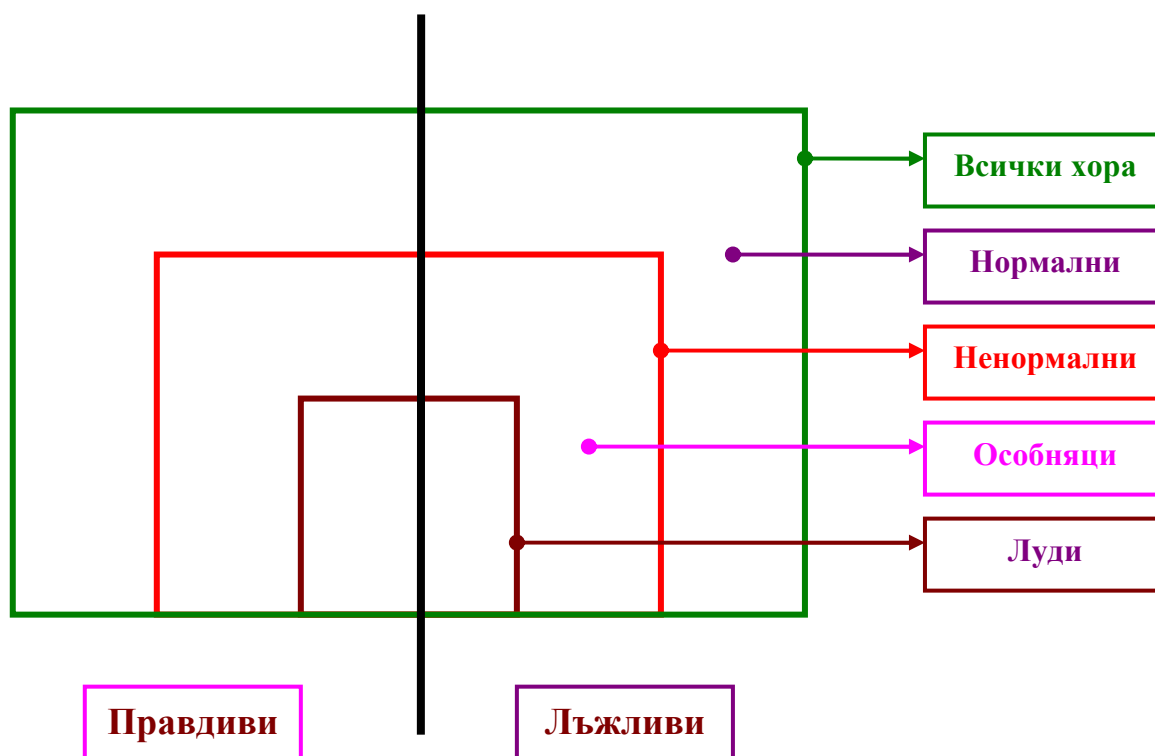 Всички хора
Нормални
Ненормални
Особняци
Луди
Правдиви
Лъжливи